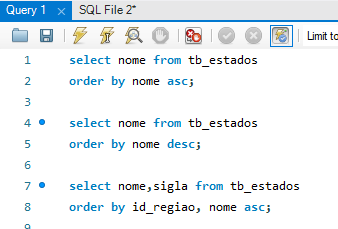 Query 1 SQL File 2*
Limit to
1 select nome from tb_estados
2 order by nome asc;
3
4 select nome from tb_estados
5 order by nome desc;
6
7 select nome,sigla from tb_estados
8 order by id_regiao, nome asc;
9